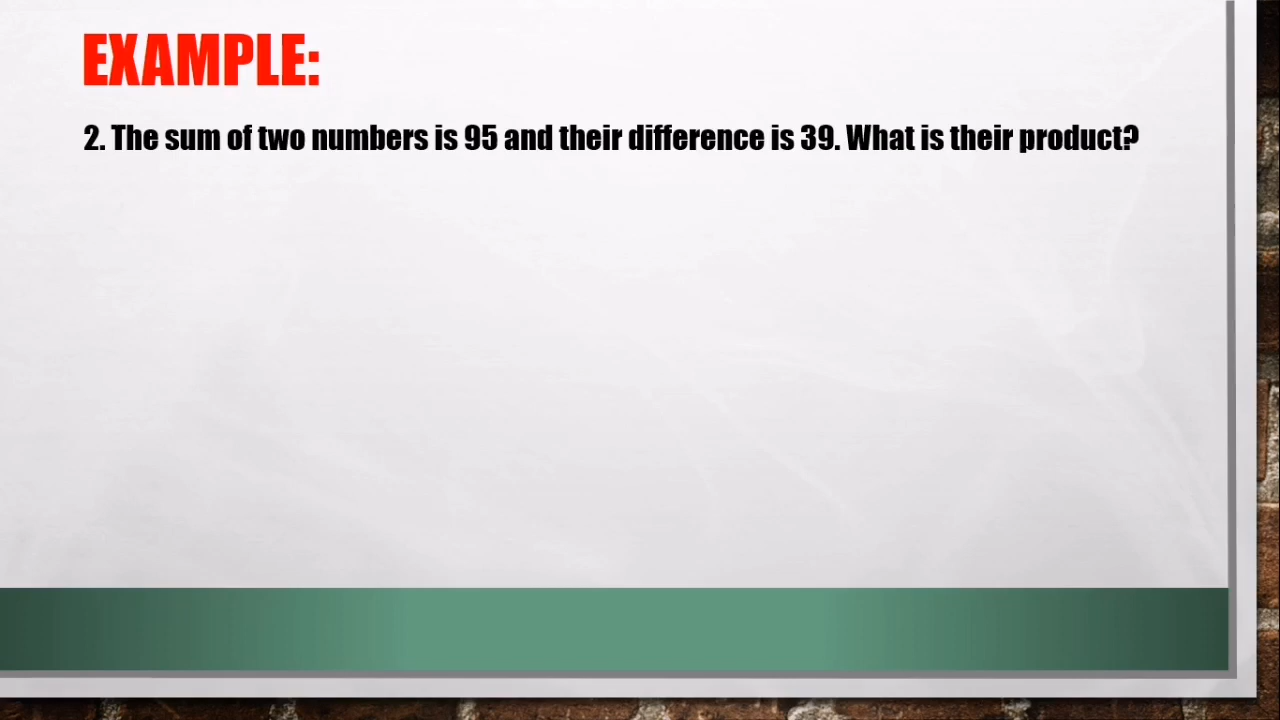 EXAMPLE:
2. The sum of two numbers is 95 and their difference is 39. What is their product?